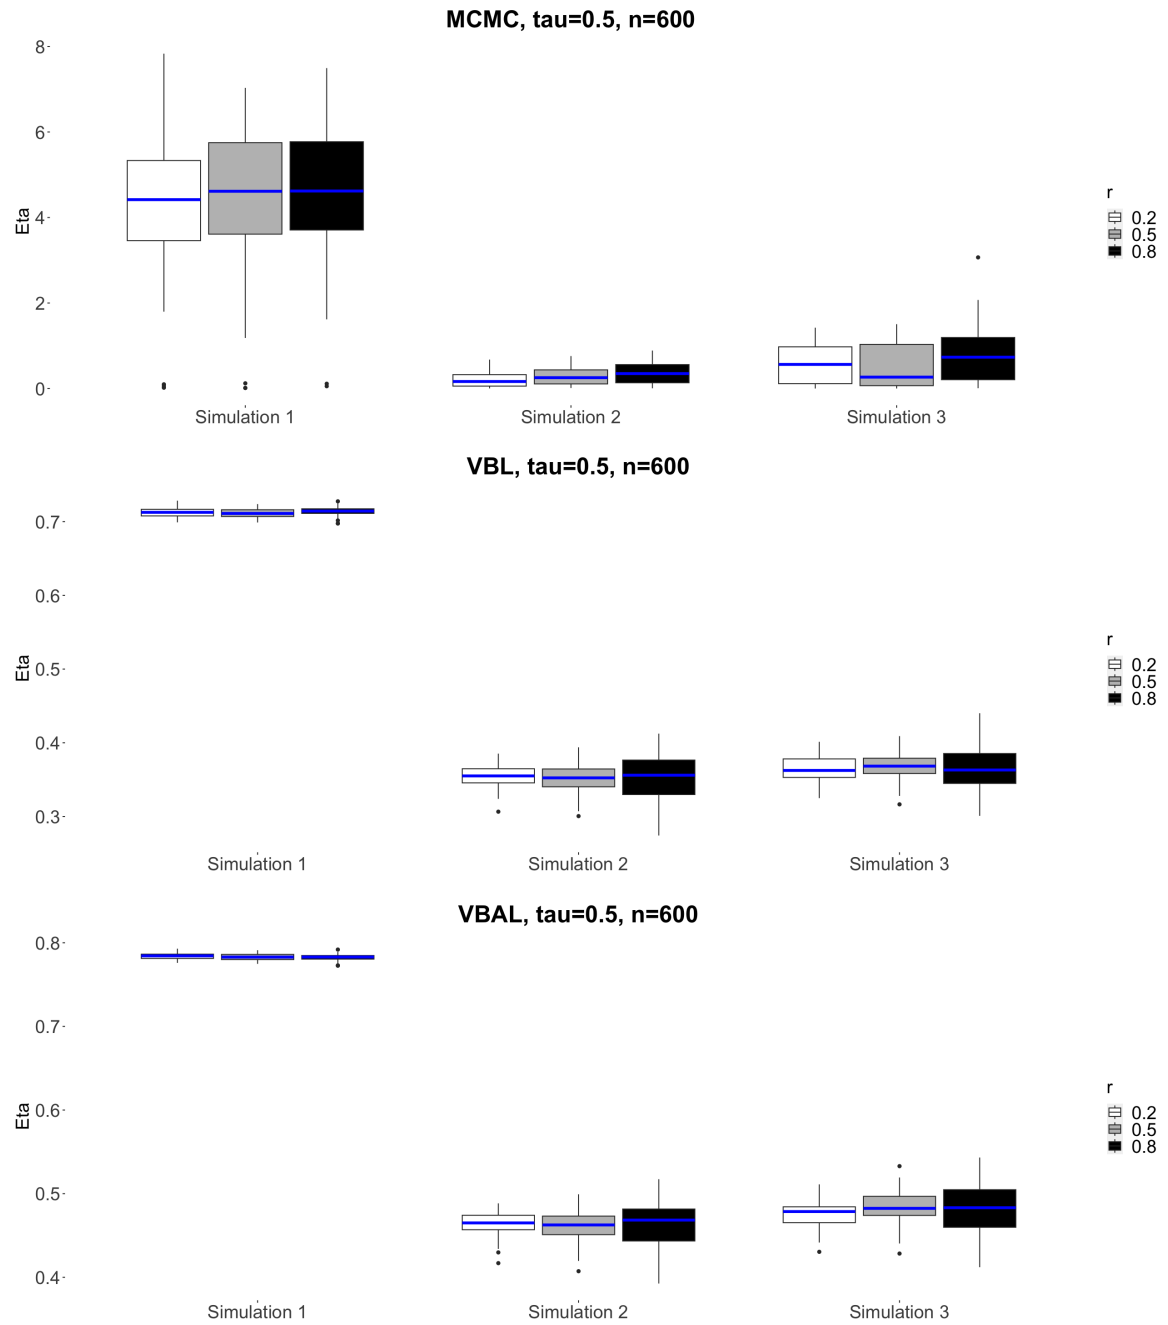 MCMC, tau=0.5, n=600
8
6
4
2
0
Eta
Simulation 1
Simulation 2
Simulation 3
r
0.2
0.5
0.8
VBL, tau=0.5, n=600
0.7
0.6
0.5
0.4
0.3
Eta
Simulation 1
Simulation 2
Simulation 3
r
0.2
0.5
0.8
VBAL, tau=0.5, n=600
0.8
0.7
0.6
0.5
0.4
Eta
Simulation 1
Simulation 2
Simulation 3
r
0.2
0.5
0.8